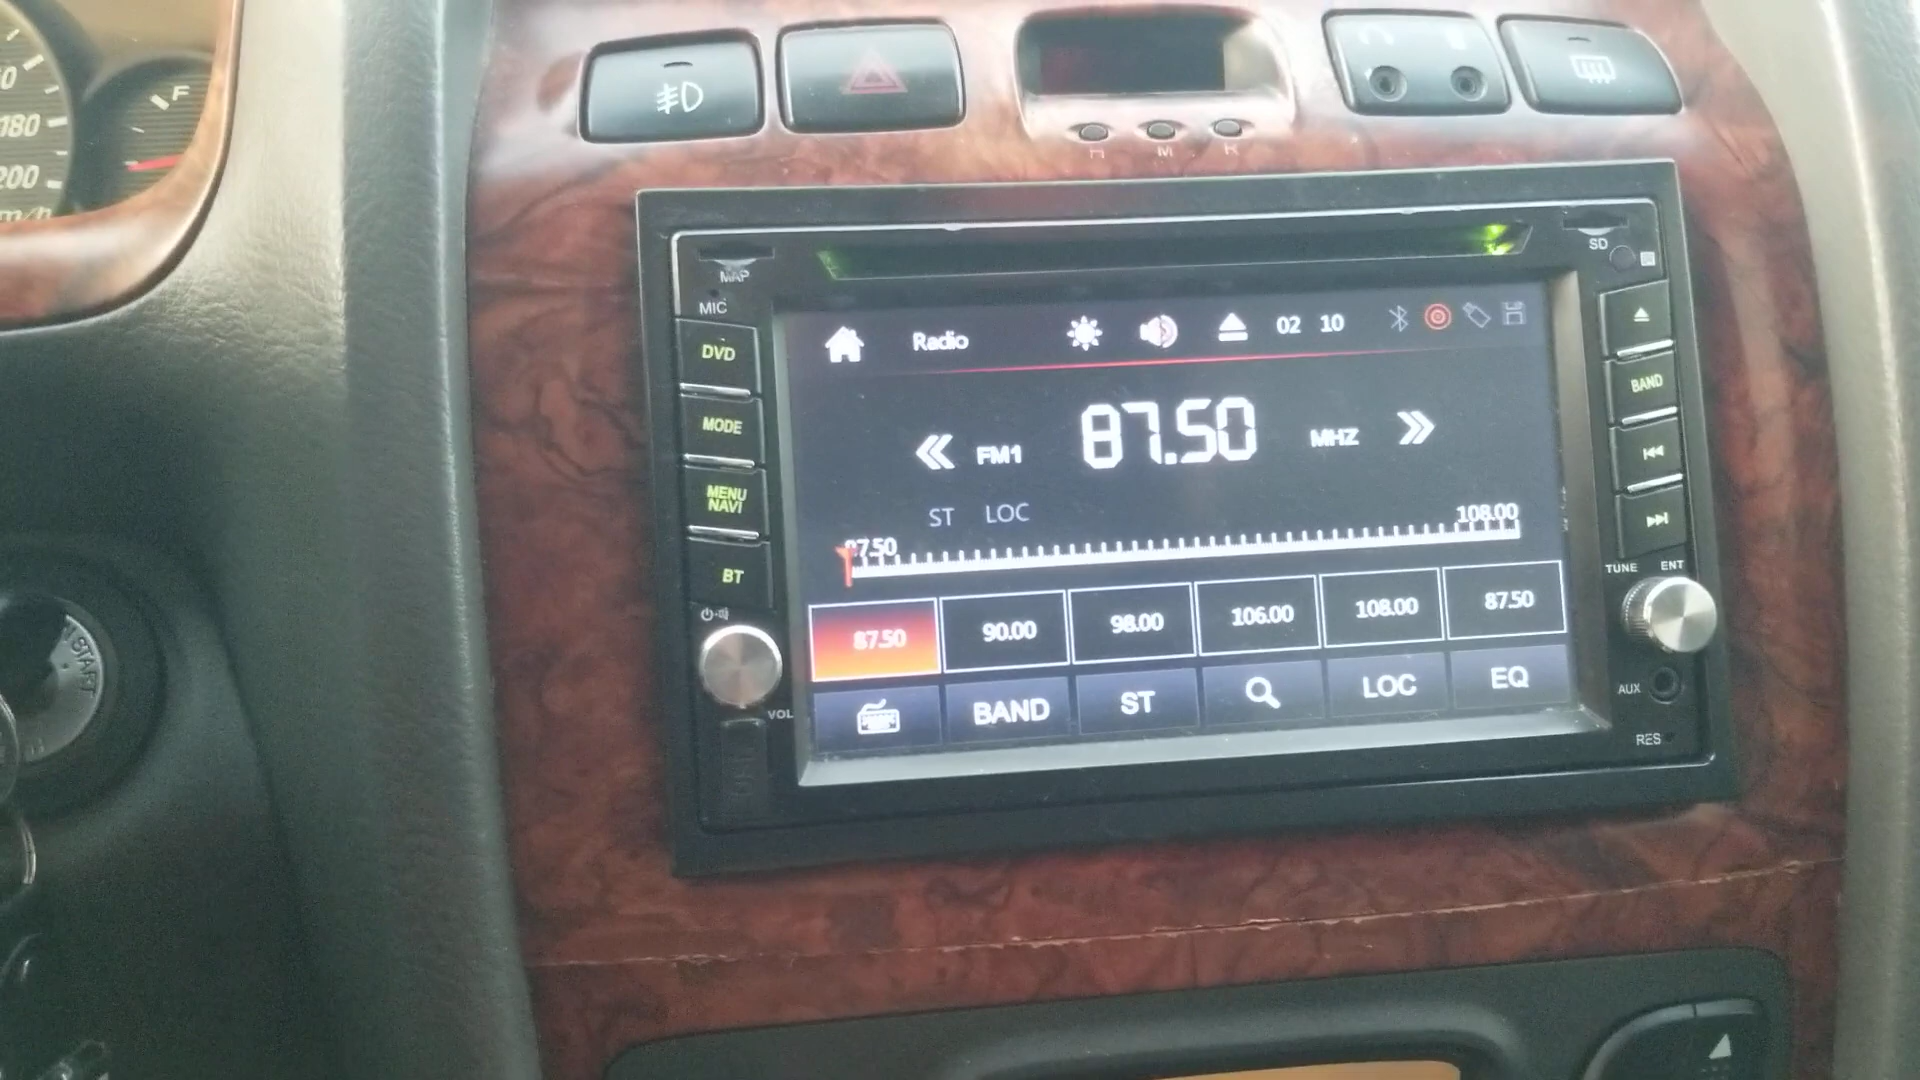 F
180
200
km/h
H M R
MAP
SD
MIC
DVD
MODE
MENU
NAVI
BT
VOL
Radio
02 10
FM1 87.50 MHZ
ST LOC
87.50 108.00
87.50 90.00 98.00 106.00 108.00 87.50
BAND ST LOC EQ
BAND
TUNE ENT
AUX
RES
START